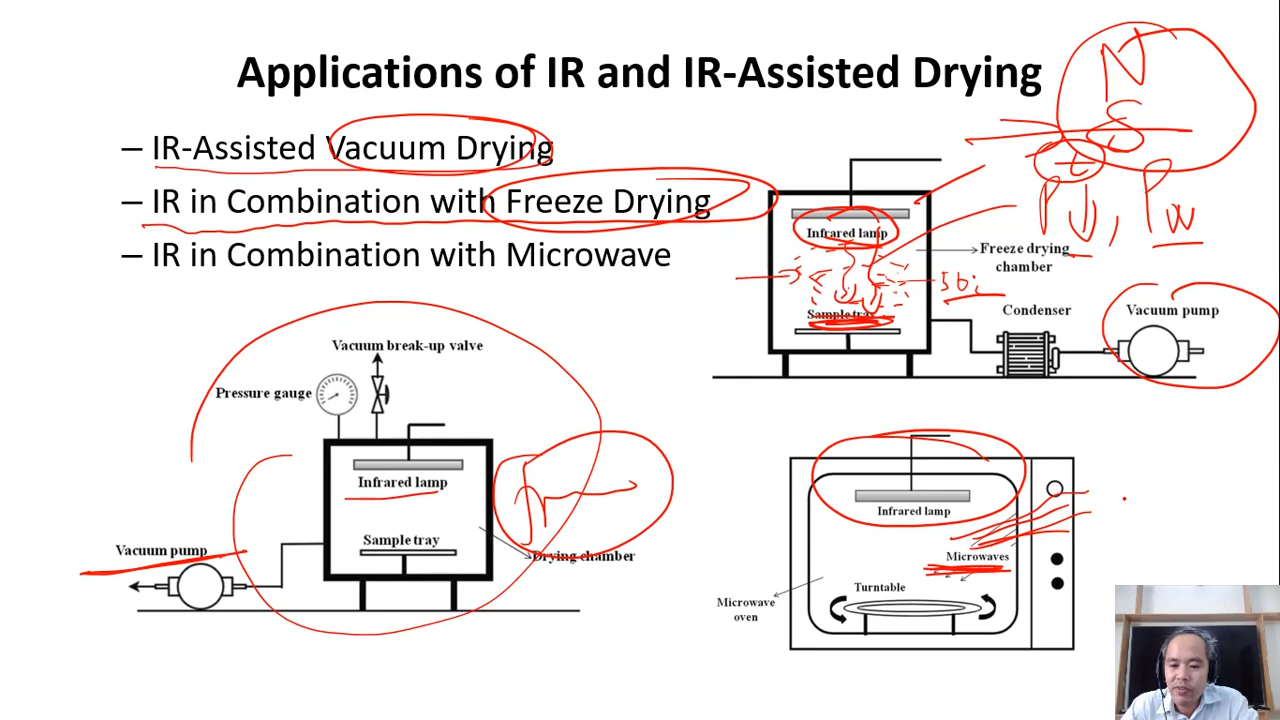 Applications of IR and IR-Assisted Drying
– IR-Assisted Vacuum Drying
– IR in Combination with Freeze Drying
– IR in Combination with Microwave
N
S
t
P
, P
Infrared lamp
Freeze drying
chamber
Sample tray
Condenser
Vacuum pump
Vacuum break-up valve
Pressure gauge
Infrared lamp
Sample tray
Vacuum pump
Drying chamber
Infrared lamp
Microwaves
Turntable
Microwave
oven